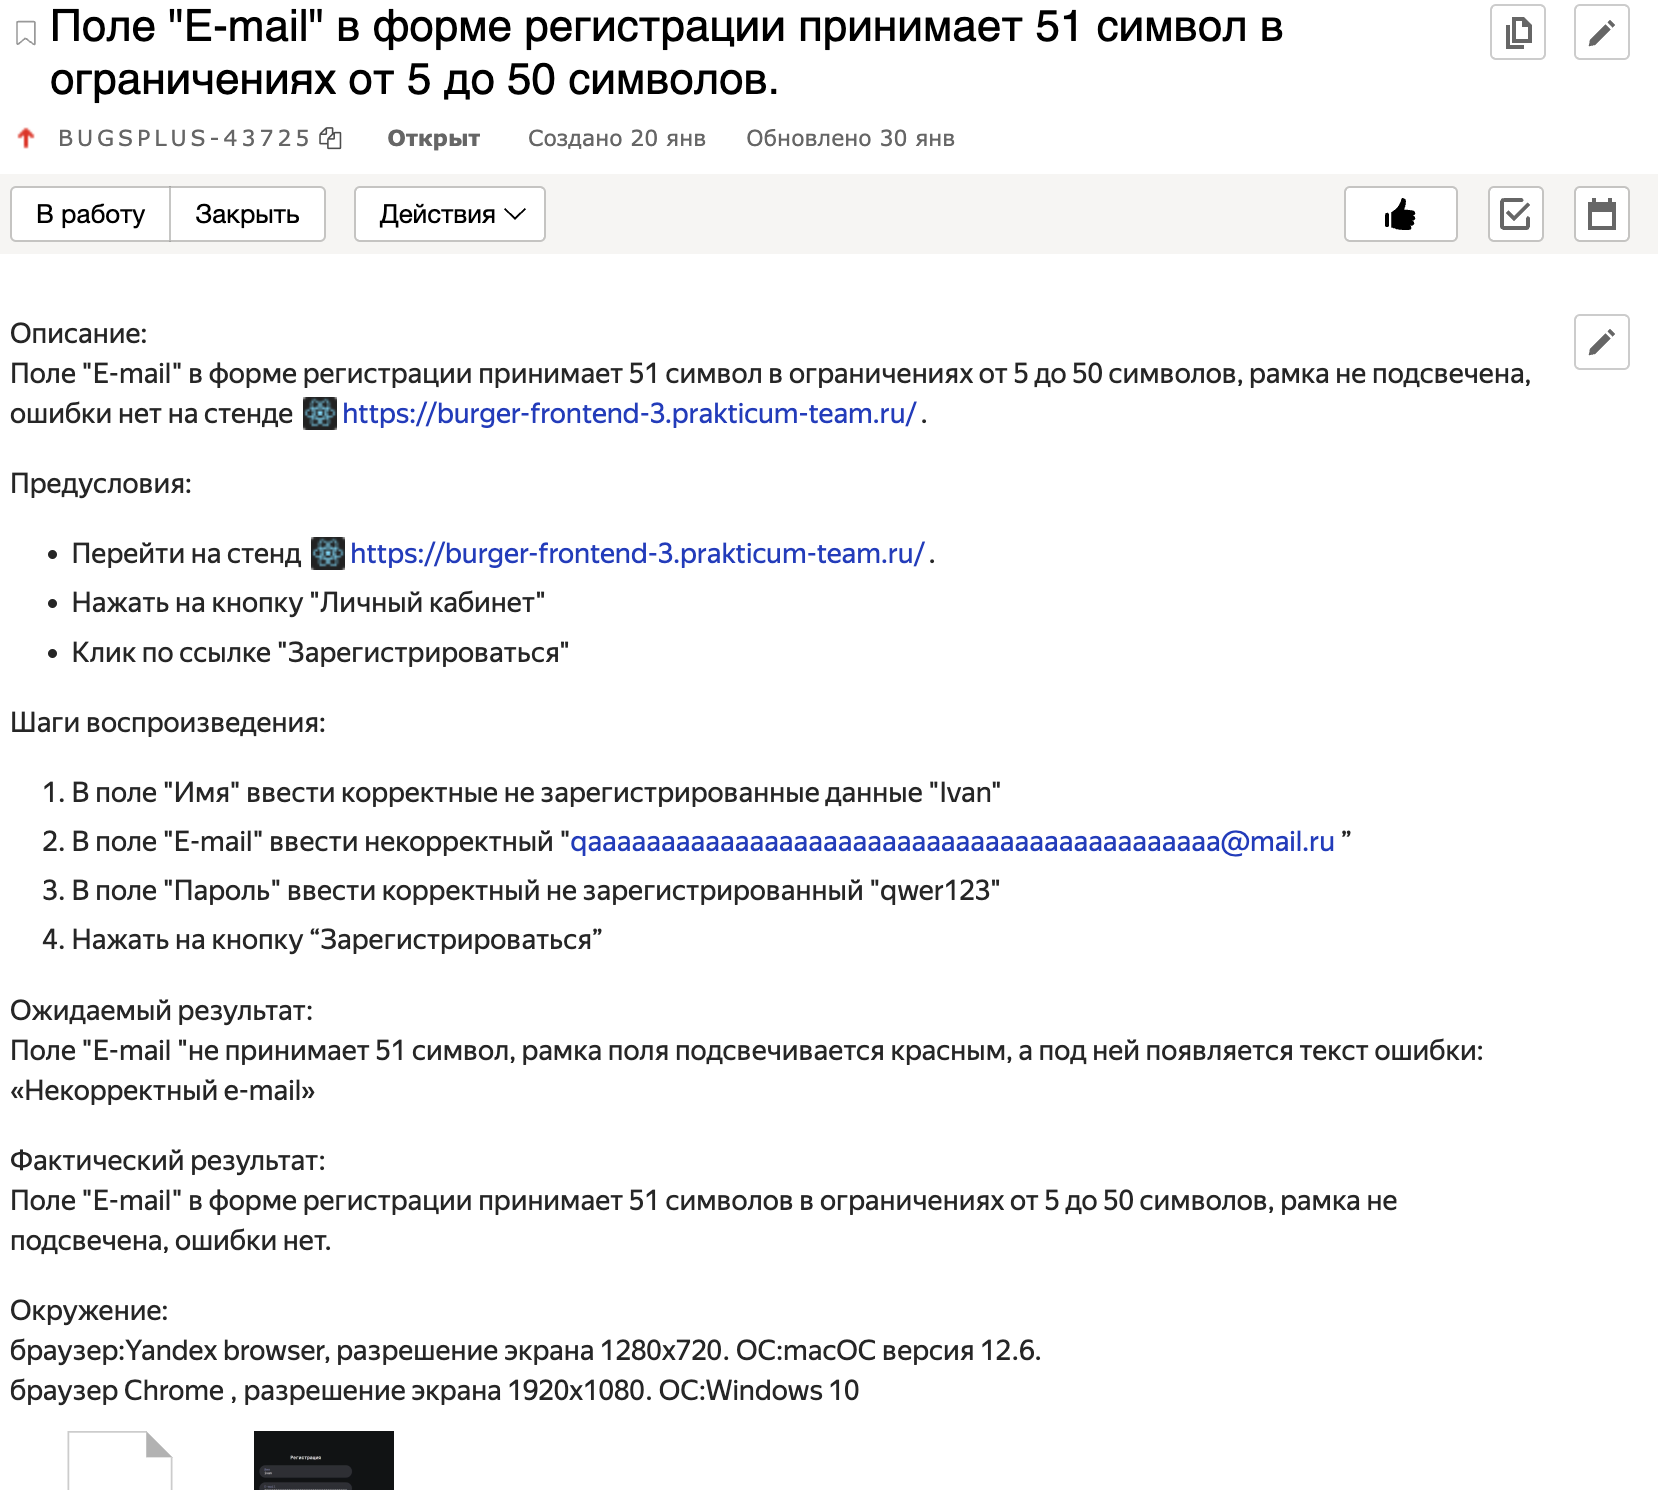 Поле "E-mail" в форме регистрации принимает 51 символ в
ограничениях от 5 до 50 символов.
BUGSPLUS-43725 Открыт Создано 20 янв Обновлено 30 янв
В работу Закрыть Действия
Описание:
Поле "E-mail" в форме регистрации принимает 51 символ в ограничениях от 5 до 50 символов, рамка не подсвечена,
ошибки нет на стенде https://burger-frontend-3.prakticum-team.ru/ .
Предусловия:
• Перейти на стенд https://burger-frontend-3.prakticum-team.ru/ .
• Нажать на кнопку "Личный кабинет"
• Клик по ссылке "Зарегистрироваться"
Шаги воспроизведения:
1. В поле "Имя" ввести корректные не зарегистрированные данные "Ivan"
2. В поле "E-mail" ввести некорректный "qaaaaaaaaaaaaaaaaaaaaaaaaaaaaaaaaaaaaaaaaaaa@mail.ru ”
3. В поле "Пароль" ввести корректный не зарегистрированный "qwer123"
4. Нажать на кнопку “Зарегистрироваться”
Ожидаемый результат:
Поле "E-mail "не принимает 51 символ, рамка поля подсвечивается красным, а под ней появляется текст ошибки:
«Некорректный e-mail»
Фактический результат:
Поле "E-mail" в форме регистрации принимает 51 символов в ограничениях от 5 до 50 символов, рамка не
подсвечена, ошибки нет.
Окружение:
браузер:Yandex browser, разрешение экрана 1280x720. ОС:macОС версия 12.6.
браузер Chrome , разрешение экрана 1920x1080. ОС:Windows 10
Регистрация